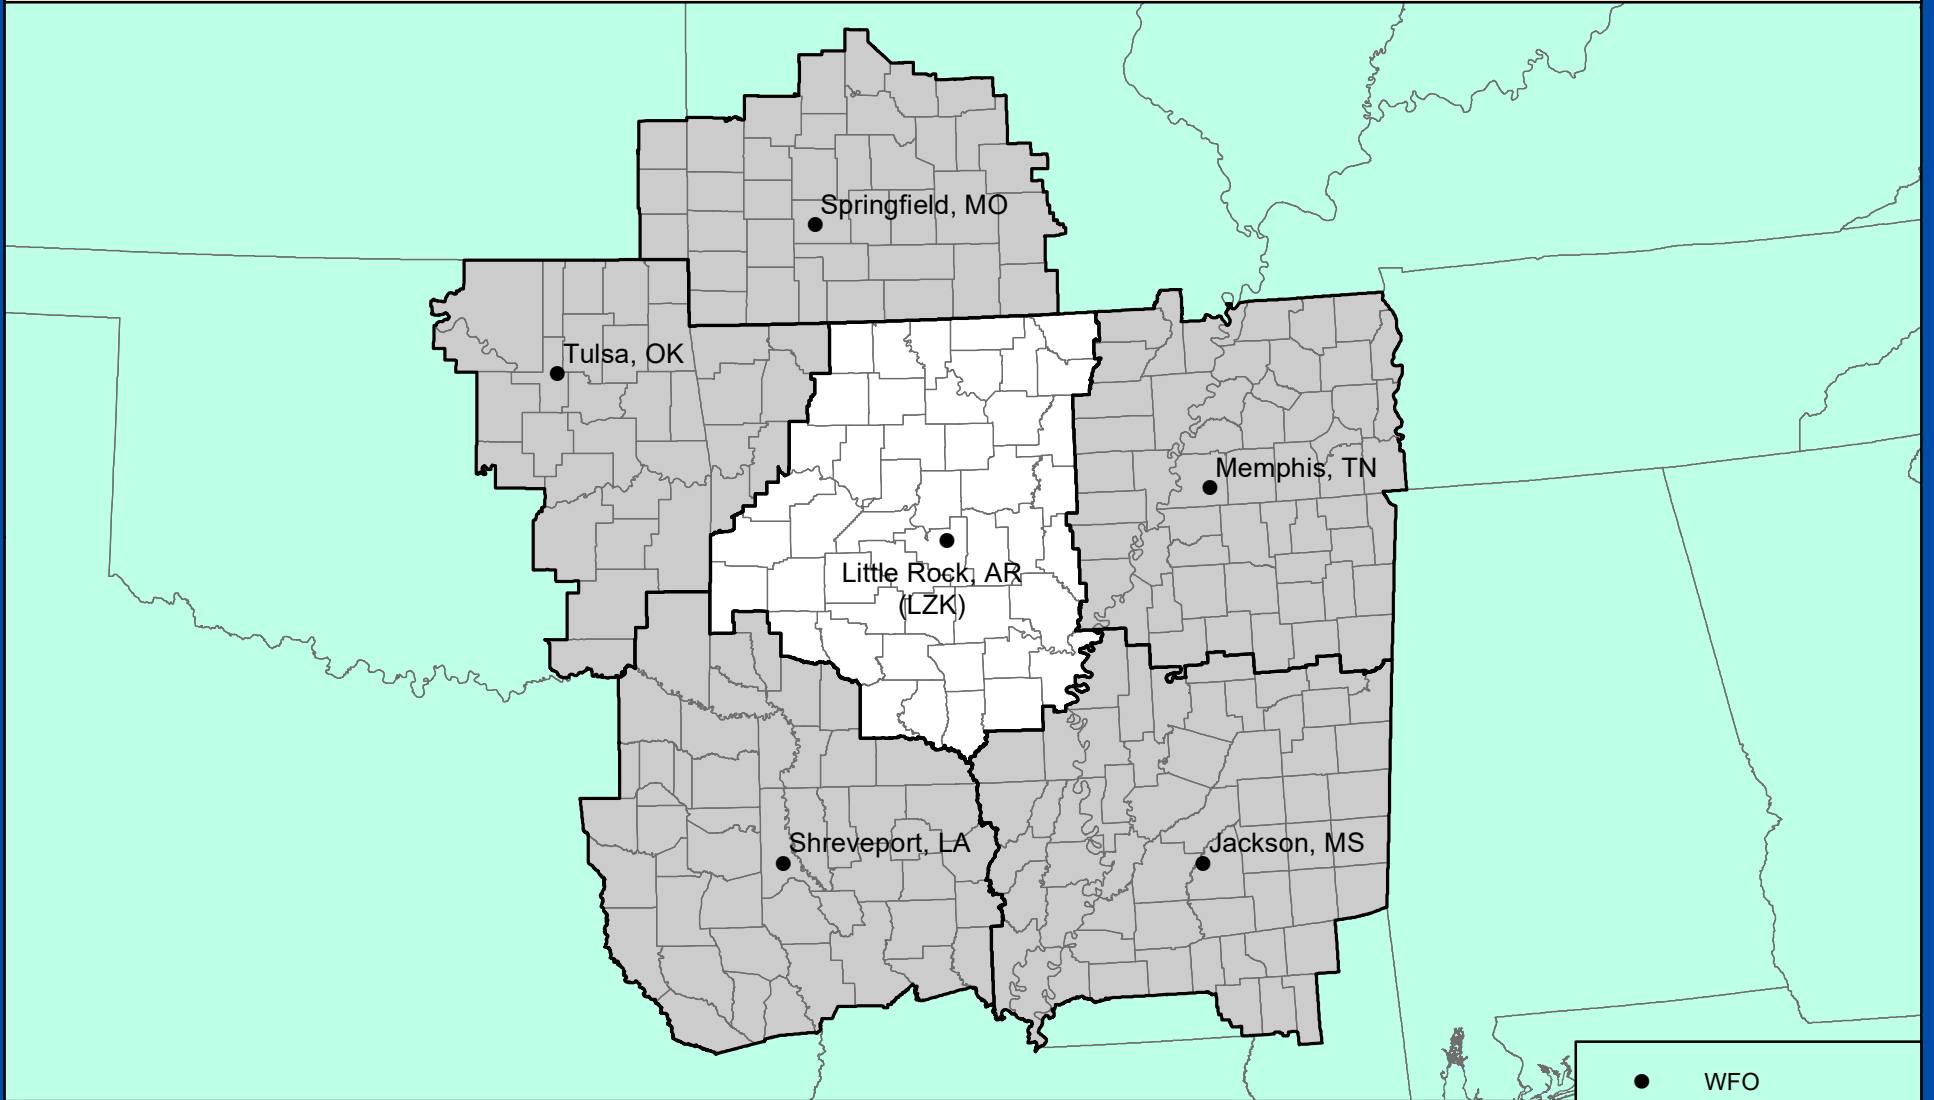 Springfield, MO
Tulsa, OK
Memphis, TN
Little Rock, AR
(LZK)
Shreveport, LA
Jackson, MS
WFO